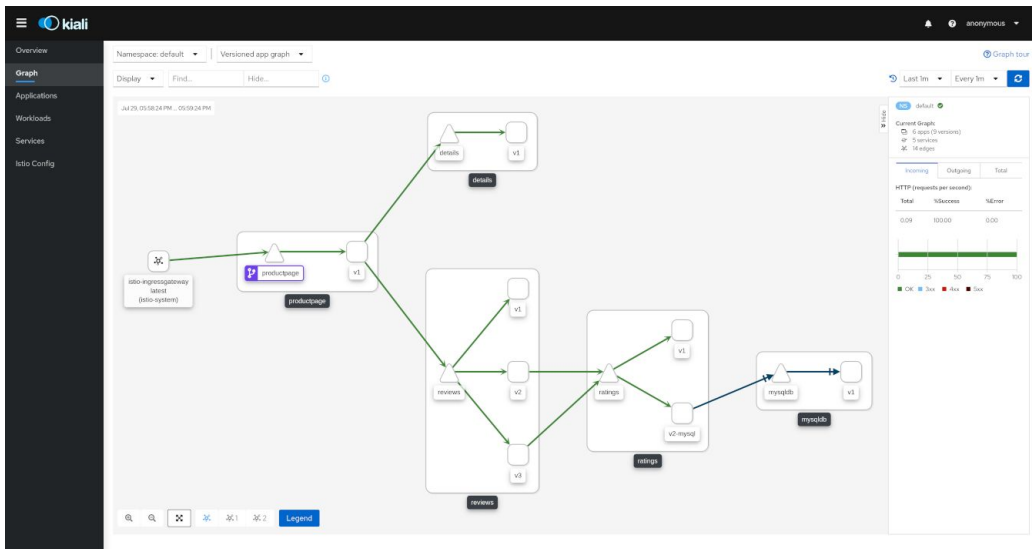 kiali
anonymous
Overview
Graph
Applications
Workloads
Services
Istio Config
Namespace: default
Versioned app graph
Graph tour
Display
Find...
Hide...
Last 1m
Every 1m
Jul 29, 05:58:24 PM ... 05:59:24 PM
Hide
NS default
Current Graph:
6 apps (9 versions)
5 services
14 edges
Incoming
Outgoing
Total
HTTP (requests per second):
Total %Success %Error
0.09 100.00 0.00
0 25 50 75 100
OK 3xx 4xx 5xx
details
v1
details
istio-ingressgateway
latest
(istio-system)
productpage
v1
productpage
v1
reviews
v2
v3
reviews
v1
ratings
v2-mysql
ratings
mysqldb
v1
mysqldb
1
2
Legend